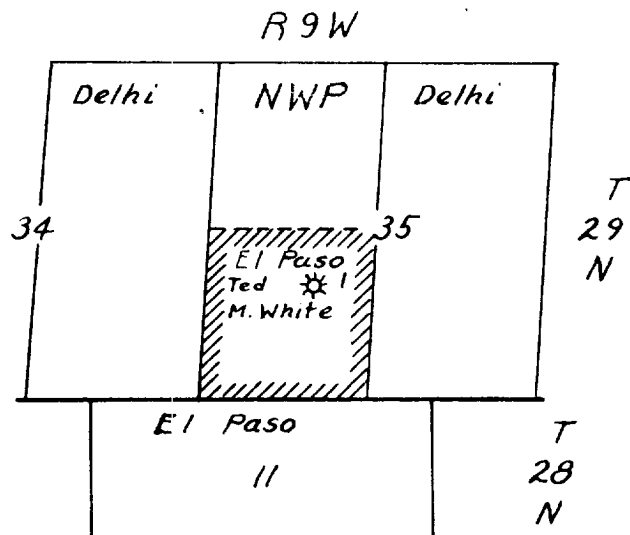 R 9 W
Delhi NWP Delhi
34 35
T
29
N
El Paso
Ted 1
M. White
El Paso
11
T
28
N